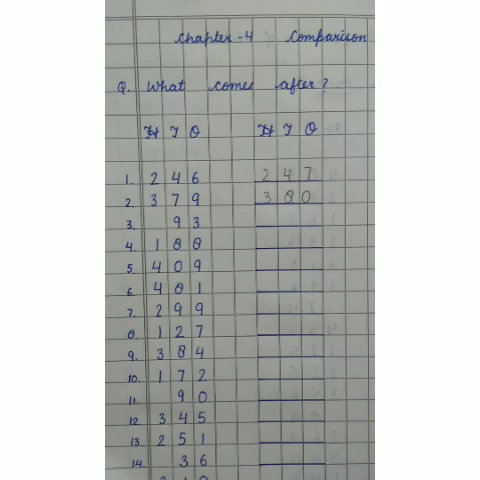 Chapter-4 Comparison
Q. What comes after?
H T O H T O
1. 2 4 6 2 4 7
2. 3 7 9 3 8 0
3. 9 3
4. 1 8 8
5. 4 0 9
6. 4 8 1
7. 2 9 9
8. 1 2 7
9. 3 8 4
10. 1 7 2
11. 9 0
12. 3 4 5
13. 2 5 1
14. 3 6